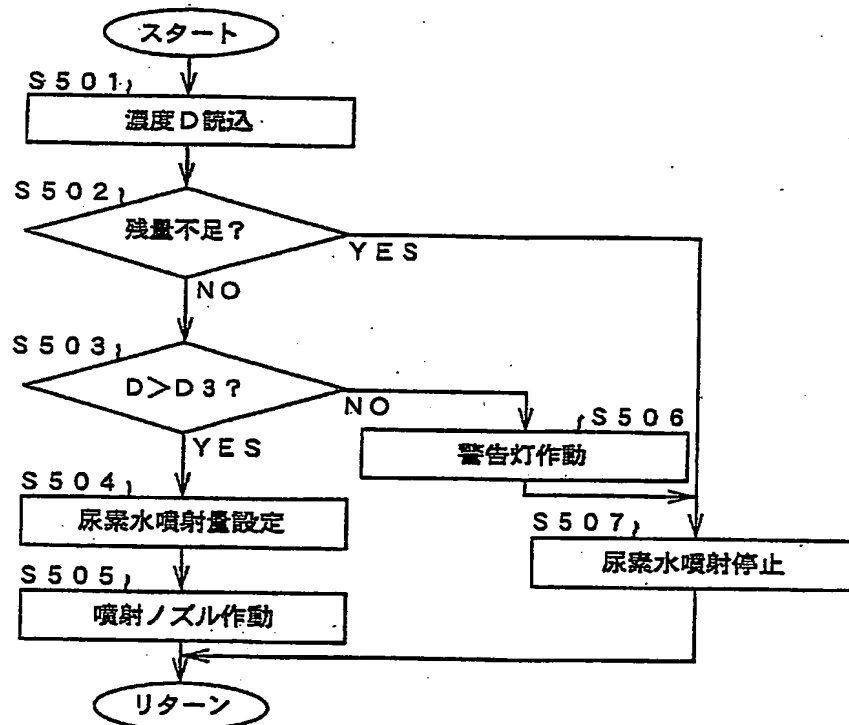 スタート
S501
濃度D読込
S502
残量不足?
YES
NO
S503
D>D3?
NO
YES
S506
警告灯作動
S504
尿素水噴射量設定
S507
尿素水噴射停止
S505
噴射ノズル作動
リターン